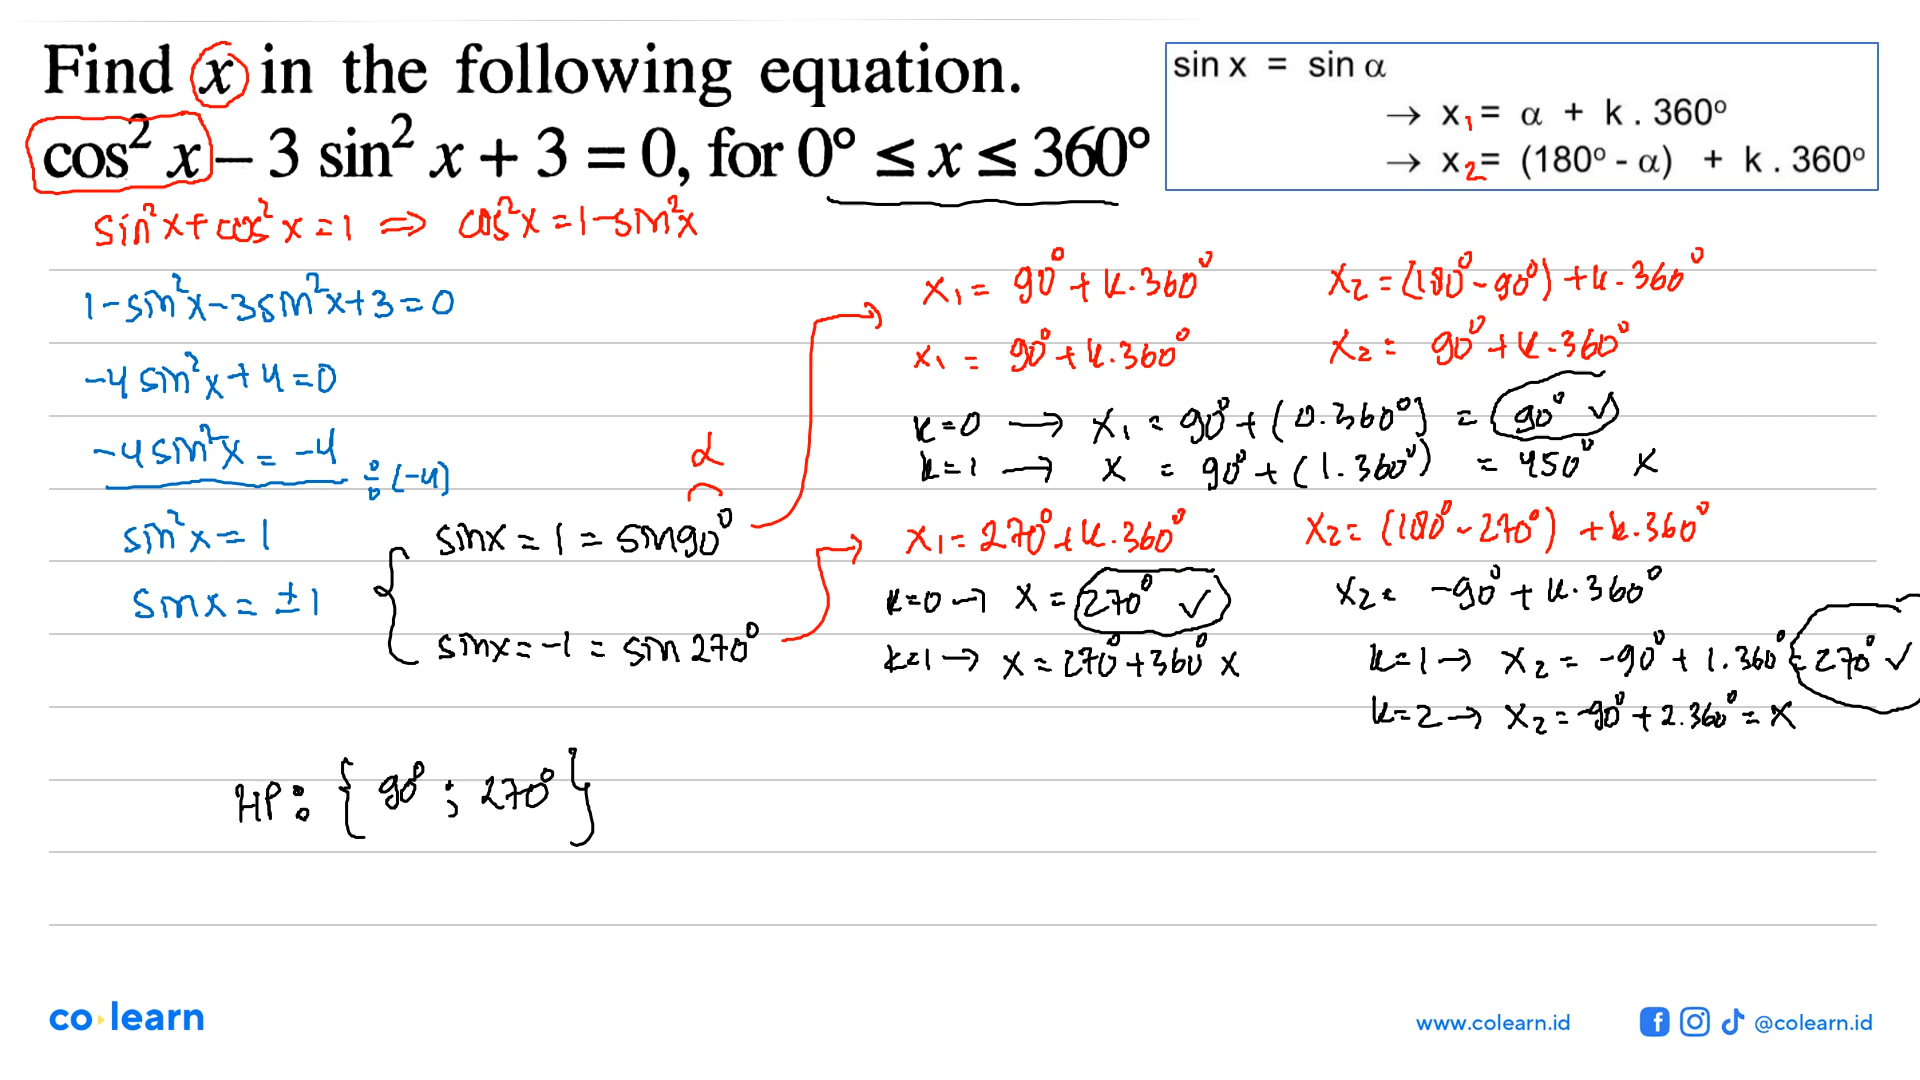 Find x in the following equation.
cos² x – 3 sin² x + 3 = 0, for 0° ≤ x ≤ 360°
sin x = sin α
→ x₁ = α + k . 360°
→ x₂ = (180° - α) + k . 360°
sin²x + cos²x = 1 ⇒ cos²x = 1 - sin²x
1 - sin²x - 3sin²x + 3 = 0
-4 sin²x + 4 = 0
-4 sin²x = -4 : (-4)
sin²x = 1
sin x = ±1
α
sin x = 1 = sin 90°
sin x = -1 = sin 270°
x₁ = 90° + k.360°
x₂ = (180° - 90°) + k.360°
x₁ = 90° + k.360°
x₂ = 90° + k.360°
k=0 → x₁ = 90° + (0.360°) = 90° ✓
k=1 → x = 90° + (1.360°) = 450° x
x₁ = 270° + k.360°
x₂ = (180° - 270°) + k.360°
k=0 → x = 270° ✓
x₂ = -90° + k.360°
k=1 → x = 270° + 360° x
k=1 → x₂ = -90° + 1.360° = 270° ✓
k=2 → x₂ = -90° + 2.360° = x
HP : { 90° ; 270° }
co learn
www.colearn.id
@colearn.id